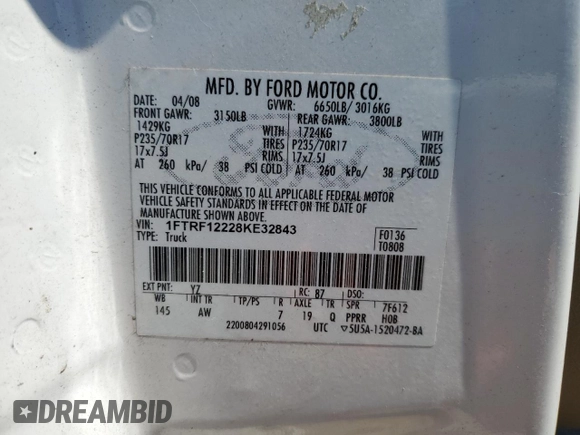 MFD. BY FORD MOTOR CO.
DATE: 04/08 GVWR: 6650LB/ 3016KG
FRONT GAWR: 3150LB REAR GAWR: 3800LB
1429KG WITH 1724KG WITH
P235/70R17 TIRES P235/70R17 TIRES
17x7.5J RIMS 17x7.5J RIMS
AT 260 kPa/ 38 PSI COLD AT 260 kPa/ 38 PSI COLD
THIS VEHICLE CONFORMS TO ALL APPLICABLE FEDERAL MOTOR
VEHICLE SAFETY STANDARDS IN EFFECT ON THE DATE OF
MANUFACTURE SHOWN ABOVE.
VIN: 1FTRF12228KE32843 F0136
TYPE: Truck T0808
EXT PNT: YZ RC: 87 DSO:
WB INT TR TP/PS R AXLE TR SPR 7F612
145 AW 7 19 Q PPRR H0B
2200804291056 UTC ▽5U5A-1520472-BA
DREAMBID